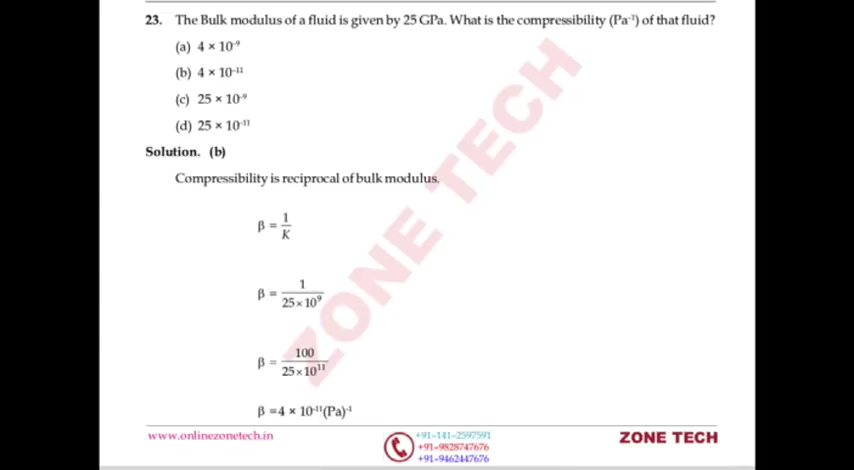 23. The Bulk modulus of a fluid is given by 25 GPa. What is the compressibility (Pa⁻¹) of that fluid?
(a) 4 × 10⁻⁹
(b) 4 × 10⁻¹¹
(c) 25 × 10⁻⁹
(d) 25 × 10⁻¹¹
Solution. (b)
Compressibility is reciprocal of bulk modulus.
β = 1/K
β = 1/(25 × 10⁹)
β = 100/(25 × 10¹¹)
β = 4 × 10⁻¹¹ (Pa)⁻¹
ZONE TECH
www.onlinezonetech.in
+91-141-2597591
+91-9828747676
+91-9462447676
ZONE TECH